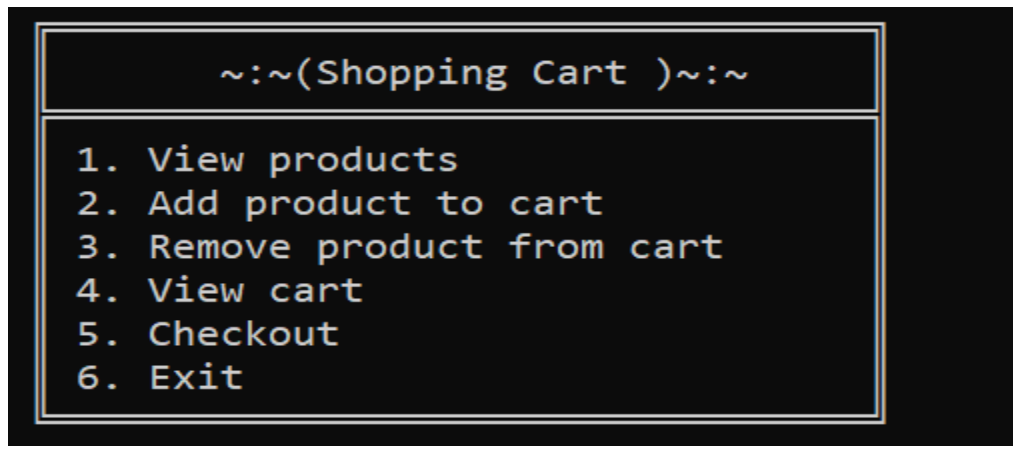 ~:~(Shopping Cart )~:~
1. View products
2. Add product to cart
3. Remove product from cart
4. View cart
5. Checkout
6. Exit